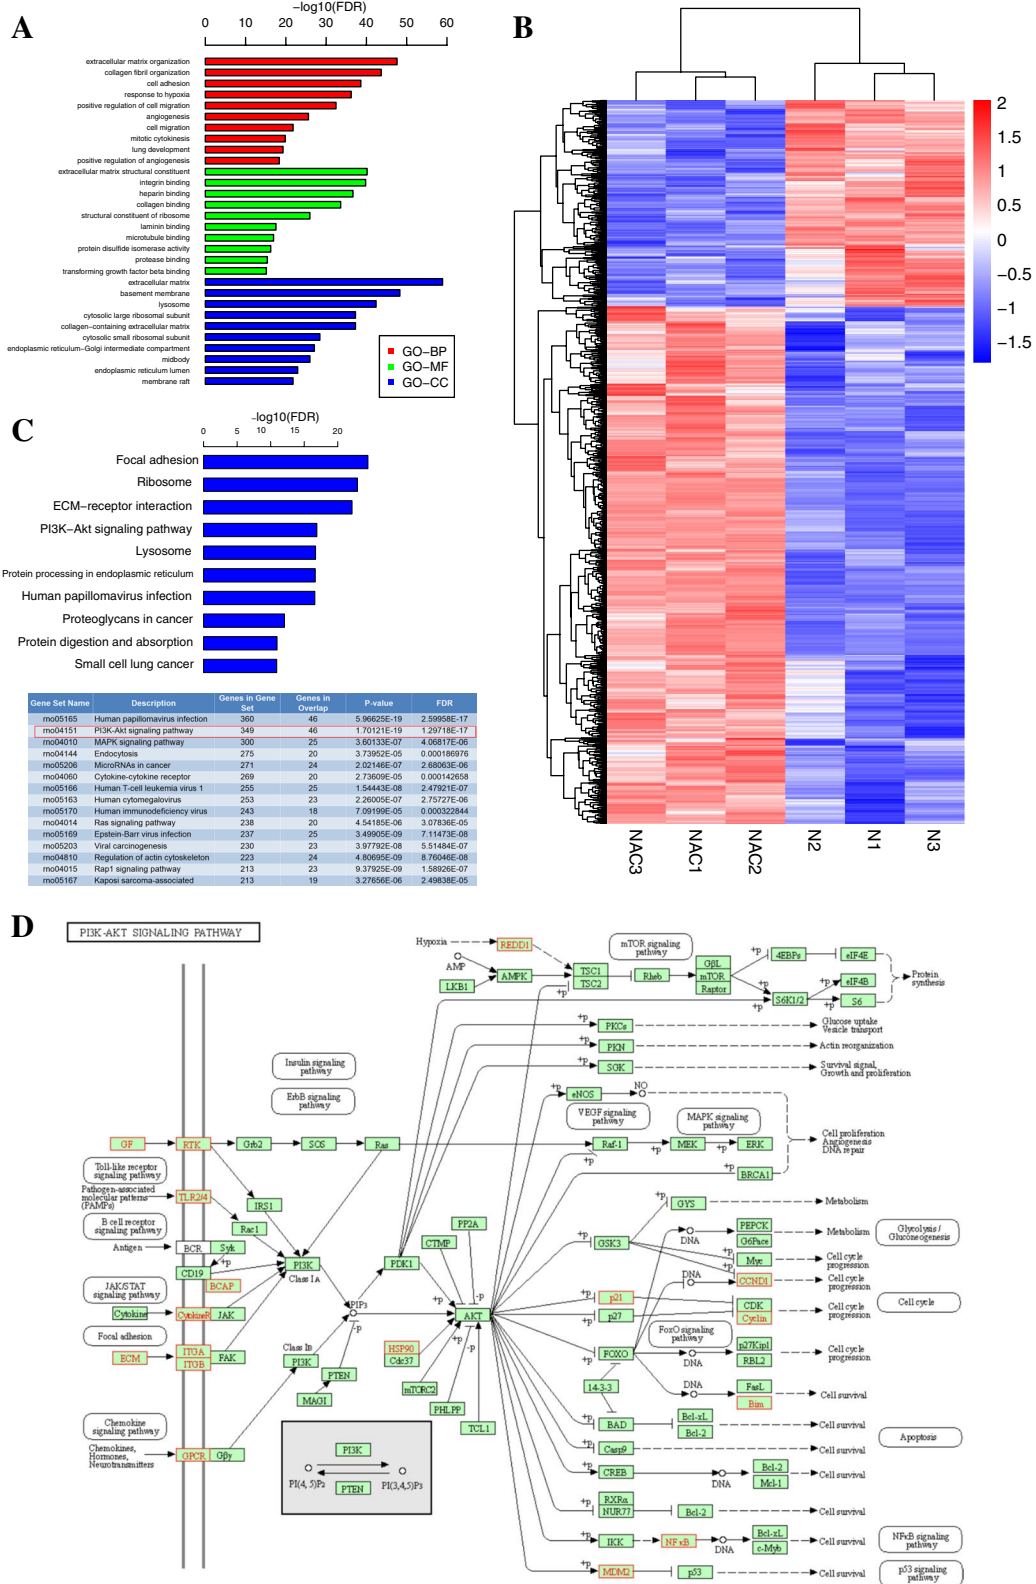 A
−log10(FDR)
0 10 20 30 40 50 60
extracellular matrix organization
collagen fibril organization
cell adhesion
response to hypoxia
positive regulation of cell migration
angiogenesis
cell migration
mitotic cytokinesis
lung development
positive regulation of angiogenesis
extracellular matrix structural constituent
integrin binding
heparin binding
collagen binding
structural constituent of ribosome
laminin binding
microtubule binding
protein disulfide isomerase activity
protease binding
transforming growth factor beta binding
extracellular matrix
basement membrane
lysosome
cytosolic large ribosomal subunit
collagen−containing extracellular matrix
cytosolic small ribosomal subunit
endoplasmic reticulum−Golgi intermediate compartment
midbody
endoplasmic reticulum lumen
membrane raft
GO−BP
GO−MF
GO−CC
B
2
1.5
1
0.5
0
−0.5
−1
−1.5
NAC3
NAC1
NAC2
N2
N1
N3
C
−log10(FDR)
0 5 10 15 20
Focal adhesion
Ribosome
ECM−receptor interaction
PI3K−Akt signaling pathway
Lysosome
Protein processing in endoplasmic reticulum
Human papillomavirus infection
Proteoglycans in cancer
Protein digestion and absorption
Small cell lung cancer
Gene Set Name Description Genes in Gene Set Genes in Overlap P-value FDR
rno05165 Human papillomavirus infection 360 46 5.96625E-19 2.59958E-17
rno04151 PI3K-Akt signaling pathway 349 46 1.70121E-19 1.29718E-17
rno04010 MAPK signaling pathway 300 25 3.60133E-07 4.06817E-06
rno04144 Endocytosis 275 20 3.73952E-05 0.000186976
rno05206 MicroRNAs in cancer 271 24 2.02146E-07 2.68063E-06
rno04060 Cytokine-cytokine receptor 269 20 2.73609E-05 0.000142658
rno05166 Human T-cell leukemia virus 1 255 25 1.54443E-08 2.47921E-07
rno05163 Human cytomegalovirus 253 23 2.26005E-07 2.75727E-06
rno05170 Human immunodeficiency virus 243 18 7.09199E-05 0.000322844
rno04014 Ras signaling pathway 238 20 4.54185E-06 3.07836E-05
rno05169 Epstein-Barr virus infection 237 25 3.49905E-09 7.11473E-08
rno05203 Viral carcinogenesis 230 23 3.97792E-08 5.51484E-07
rno04810 Regulation of actin cytoskeleton 223 24 4.80695E-09 8.76046E-08
rno04015 Rap1 signaling pathway 213 23 9.37925E-09 1.58926E-07
rno05167 Kaposi sarcoma-associated 213 19 3.27656E-06 2.49838E-05
D
PI3K-AKT SIGNALING PATHWAY
Hypoxia REDD1
mTOR signaling
pathway
AMP
LKB1 AMPK TSC1
TSC2
Rheb
GβL
mTOR
Raptor
+p
4EBPs eIF4E
S6K1/2
+p
eIF4B
S6
Protein
synthesis
+p PKCs
Glucose uptake
Vesicle transport
+p PKN Actin reorganization
+p SGK
Survival signal,
Growth and proliferation
Insulin signaling
pathway
ErbB signaling
pathway
+p eNOS NO
VEGF signaling
pathway
MAPK signaling
pathway
GF RTK Grb2 SOS Ras Raf-1 +p MEK +p ERK
Cell proliferation
Angiogenesis
DNA repair
+p BRCA1
Toll-like receptor
signaling pathway
Pathogen-associated
molecular patterns
(PAMPs)
TLR2/4
IRS1
Rac1
B cell receptor
signaling pathway
Antigen BCR Syk
+p
CD19
BCAP
PI3K
Class IA
JAK/STAT
signaling pathway
Cytokine CytokineR JAK
Focal adhesion
ECM ITGA
ITGB
FAK
Class IB
PI3K
PIP3
-p
PTEN
MAGI
Chemokine
signaling pathway
Chemokines,
Hormones,
Neurotransmitters
GPCR Gβγ
PI3K
PI(4, 5)P2 PI(3,4,5)P3
PTEN
PDK1
CTMP
PP2A
+p
-p
AKT
HSP90
Cdc37
mTORC2
PHLPP
TCL1
+p GSK3
+p GYS Metabolism
DNA
PEPCK
G6Pace
Metabolism
Glycolysis /
Gluconeogenesis
+p Myc
Cell cycle
progression
DNA
+p CCND1
Cell cycle
progression
+p p21
+p p27
CDK
Cyclin
Cell cycle
progression
Cell cycle
FoxO signaling
pathway
+p FOXO
DNA
p27Kip1
RBL2
Cell cycle
progression
14-3-3
DNA
FasL
Bim
Cell survival
+p BAD
Bcl-xL
Bcl-2
Cell survival
Apoptosis
+p Casp9 Cell survival
+p CREB
DNA
Bcl-2
Mcl-1
Cell survival
RXRα
+p NUR77 Bcl-2 Cell survival
+p IKK NFκB
DNA
Bcl-xL
c-Myb
Cell survival
NFκB signaling
pathway
+p MDM2 p53 Cell survival
p53 signaling
pathway